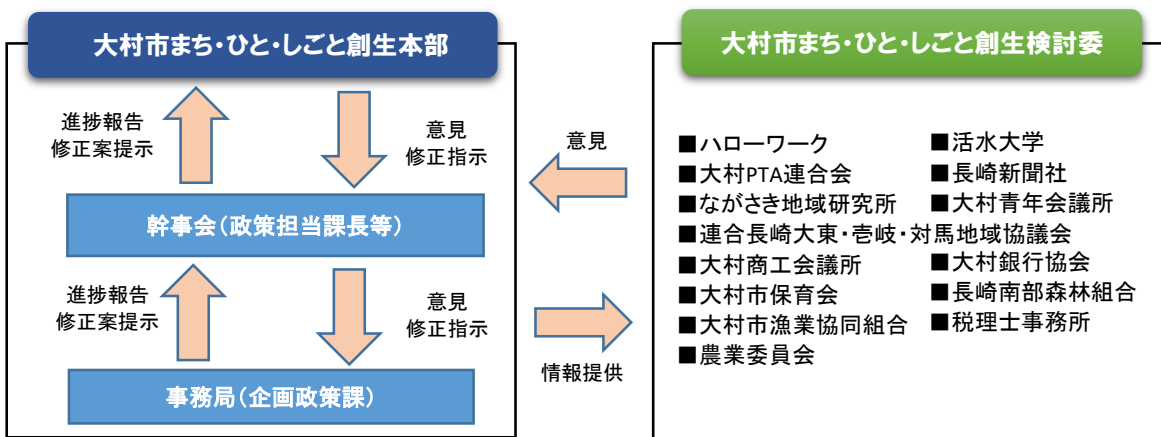 大村市まち・ひと・しごと創生本部
進捗報告
修正案提示
意見
修正指示
幹事会(政策担当課長等)
進捗報告
修正案提示
意見
修正指示
事務局(企画政策課)
意見
情報提供
大村市まち・ひと・しごと創生検討委
■ハローワーク
■活水大学
■大村PTA連合会
■長崎新聞社
■ながさき地域研究所
■大村青年会議所
■連合長崎大東・壱岐・対馬地域協議会
■大村商工会議所
■大村銀行協会
■大村市保育会
■長崎南部森林組合
■大村市漁業協同組合
■税理士事務所
■農業委員会